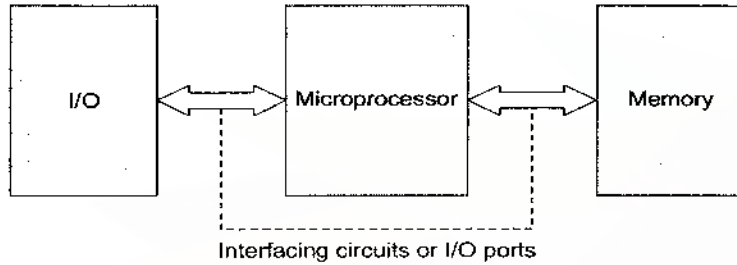 I/O
Microprocessor
Memory
Interfacing circuits or I/O ports